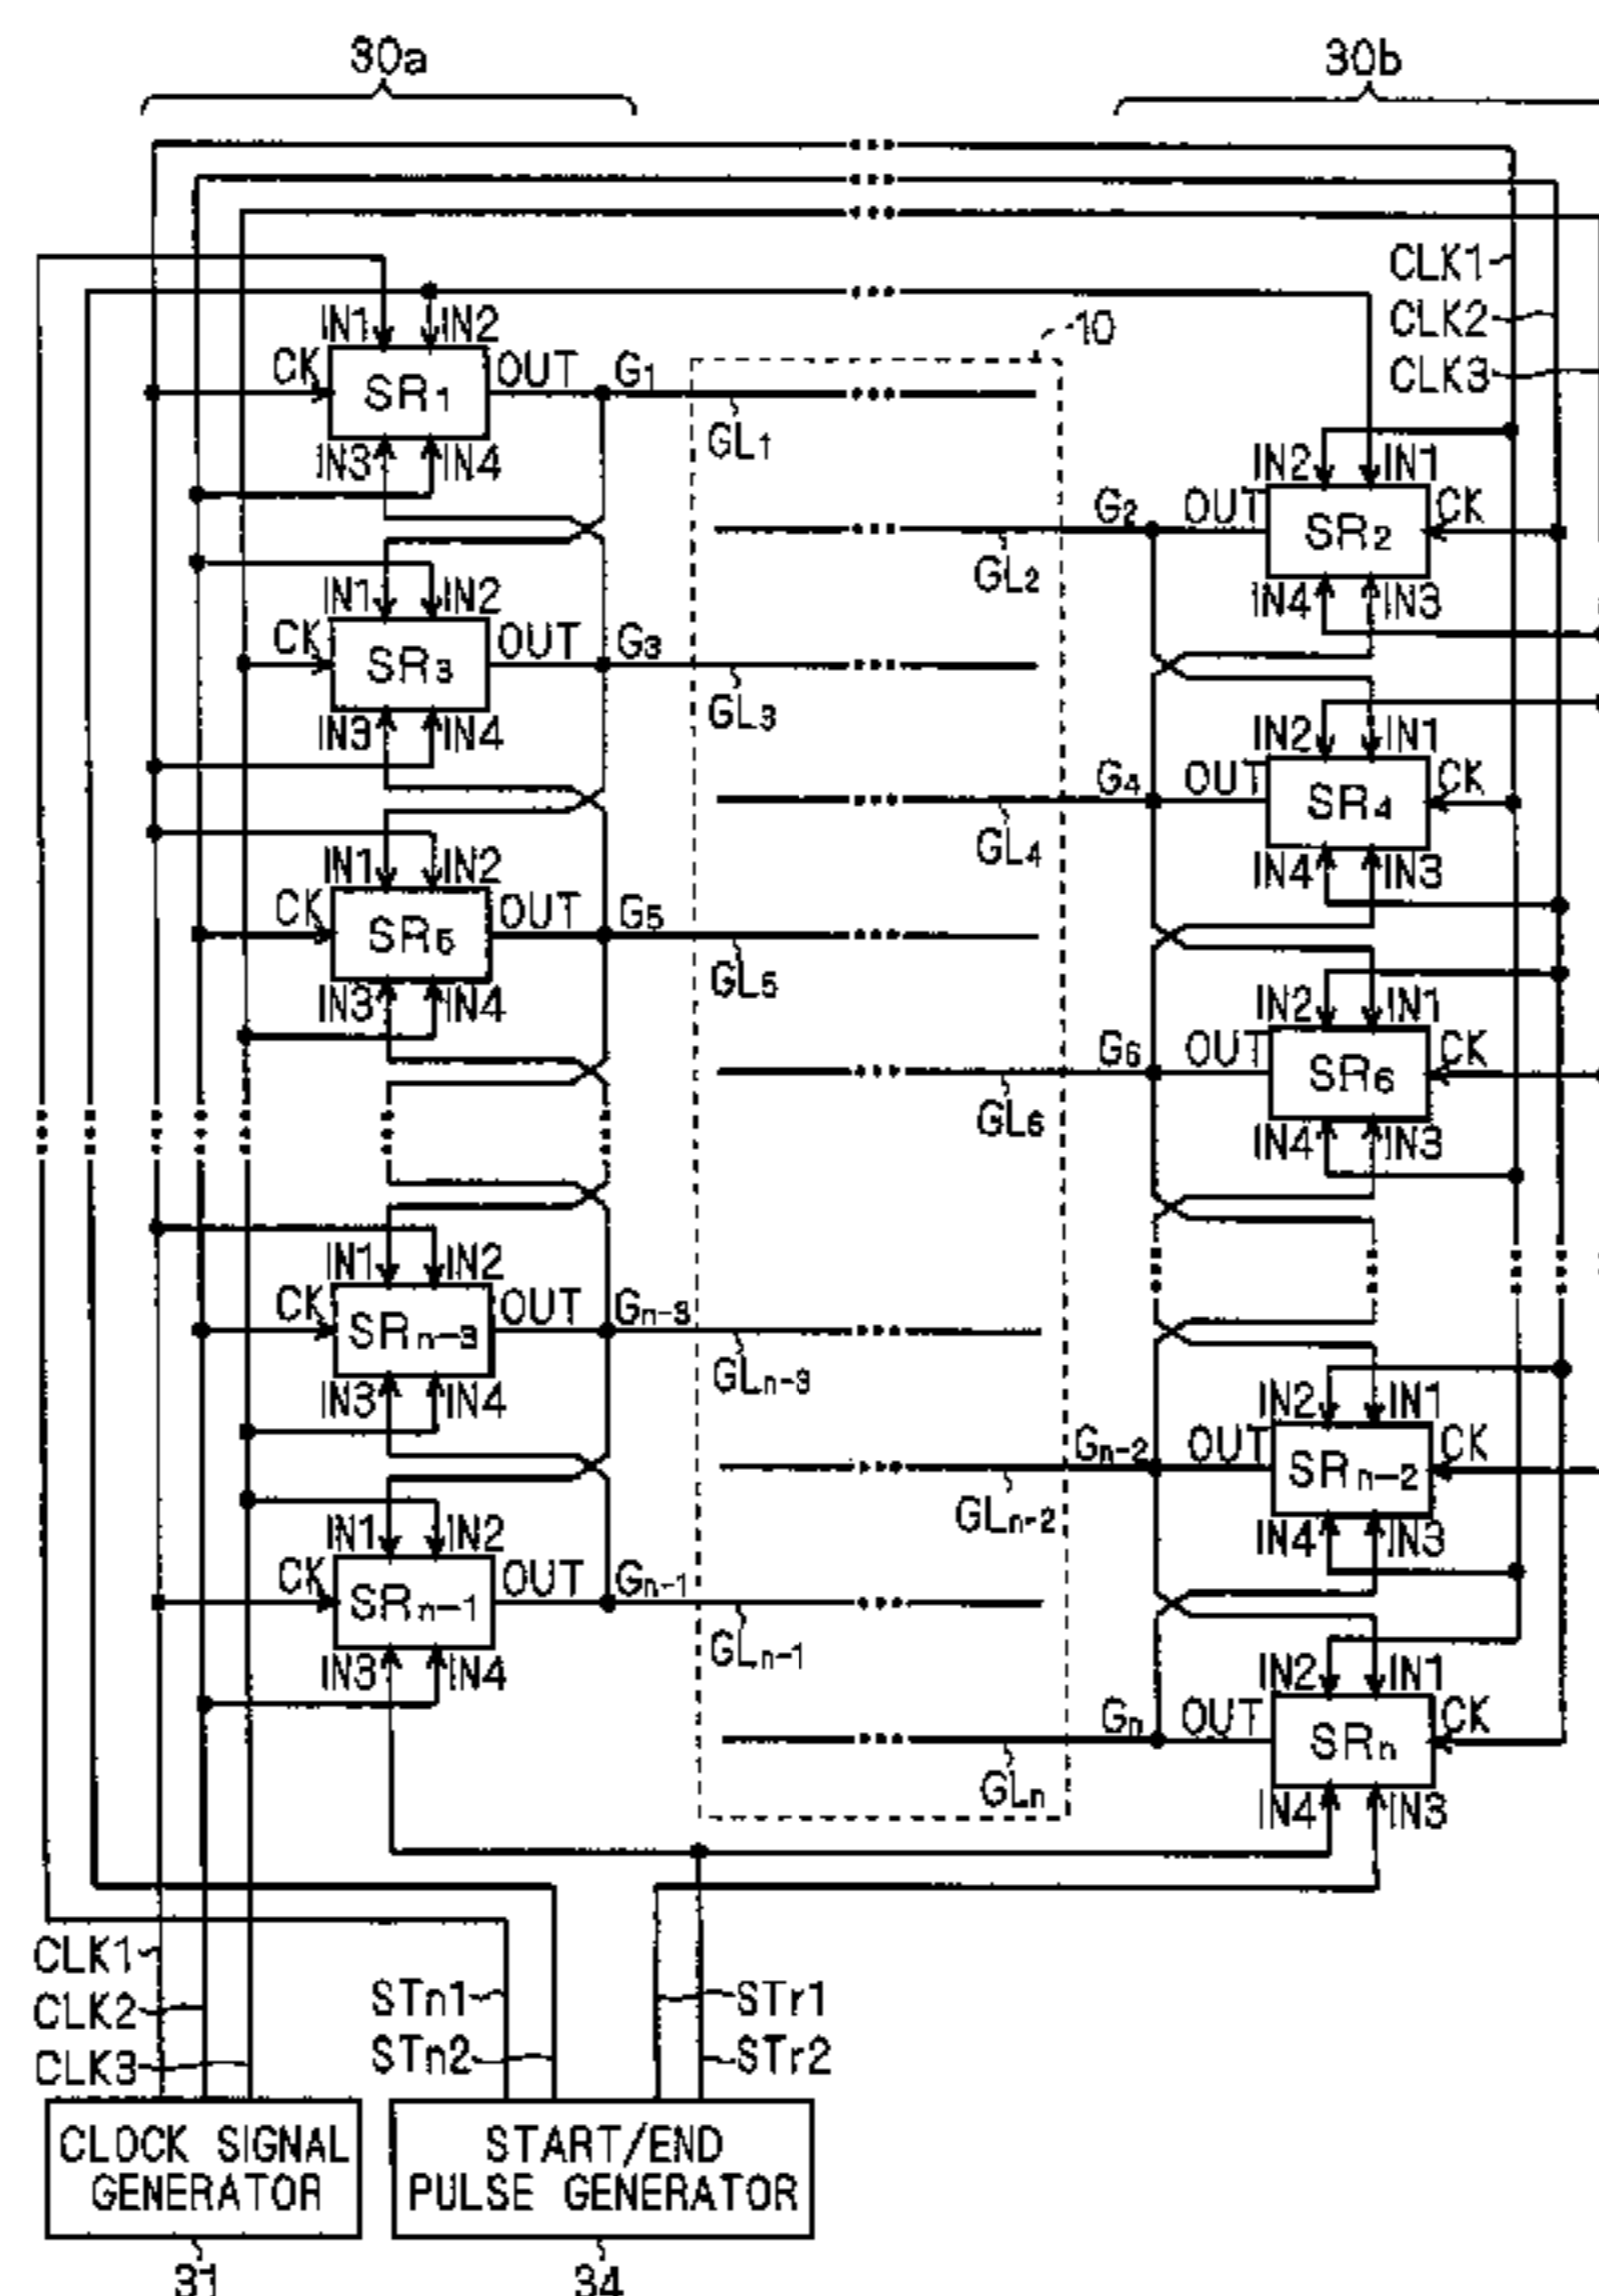 30a 30b
CLK1
CLK2
CLK3
10
IN1 IN2
CK SR1 OUT G1
GL1
IN3 IN4
IN2 IN1
G2 OUT SR2 CK
GL2
IN4 IN3
IN1 IN2
CK SR3 OUT G3
GL3
IN3 IN4
IN2 IN1
G4 OUT SR4 CK
GL4
IN4 IN3
IN1 IN2
CK SR5 OUT G5
GL5
IN3 IN4
IN2 IN1
G6 OUT SR6 CK
GL6
IN4 IN3
IN1 IN2
CK SRn-3 OUT Gn-3
GLn-3
IN3 IN4
IN2 IN1
Gn-2 OUT SRn-2 CK
GLn-2
IN4 IN3
IN1 IN2
CK SRn-1 OUT Gn-1
GLn-1
IN3 IN4
IN2 IN1
Gn OUT SRn CK
GLn
IN4 IN3
CLK1
CLK2
CLK3
STn1 STr1
STn2 STr2
CLOCK SIGNAL
GENERATOR
31
START/END
PULSE GENERATOR
34